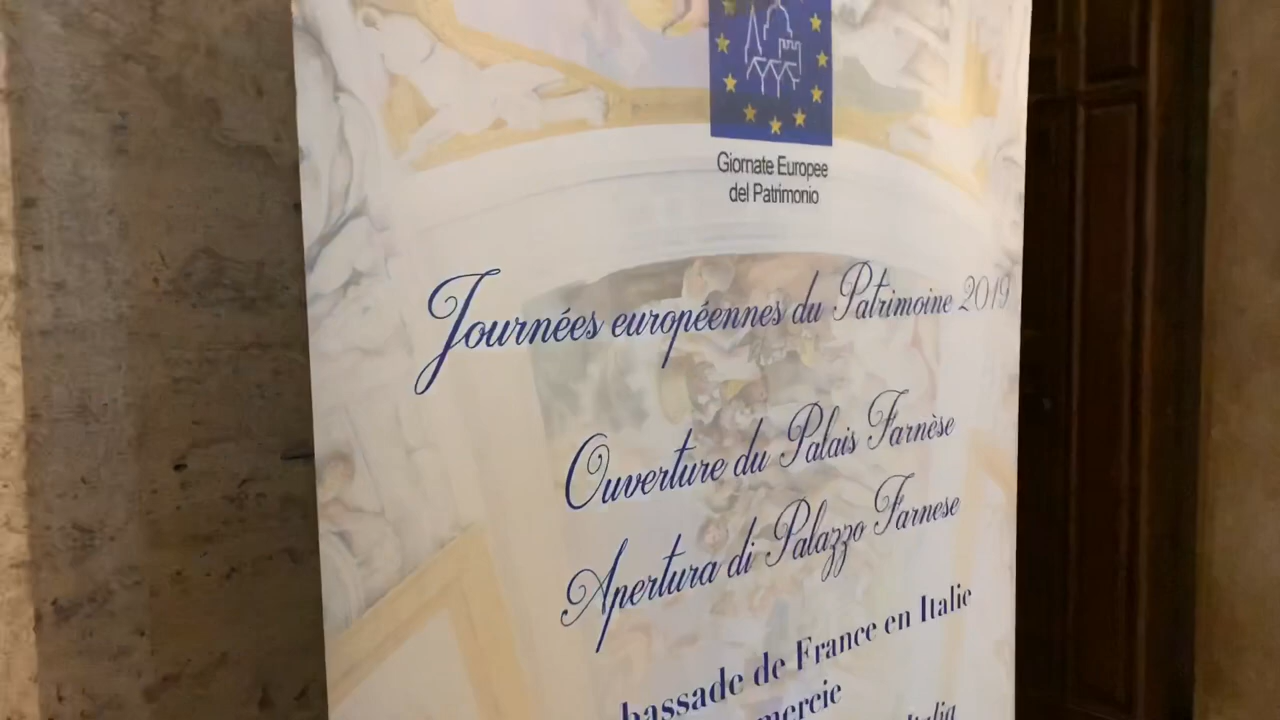 Giornate Europee
del Patrimonio
Journées européennes du Patrimoine 2019
Ouverture du Palais Farnèse
Apertura di Palazzo Farnese
bassade de France en Italie
mercie
Italia